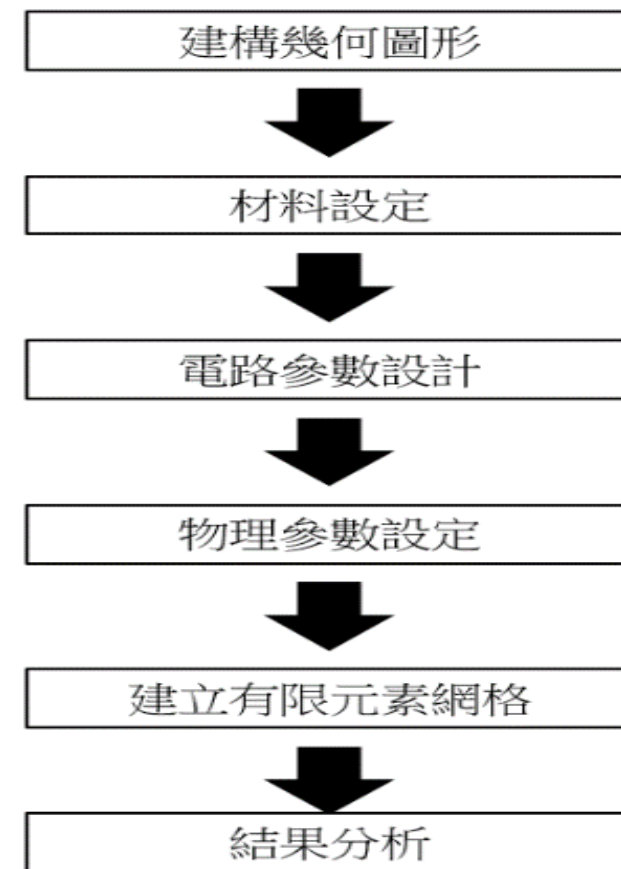 建構幾何圖形
材料設定
電路參數設計
物理參數設定
建立有限元素網格
結果分析